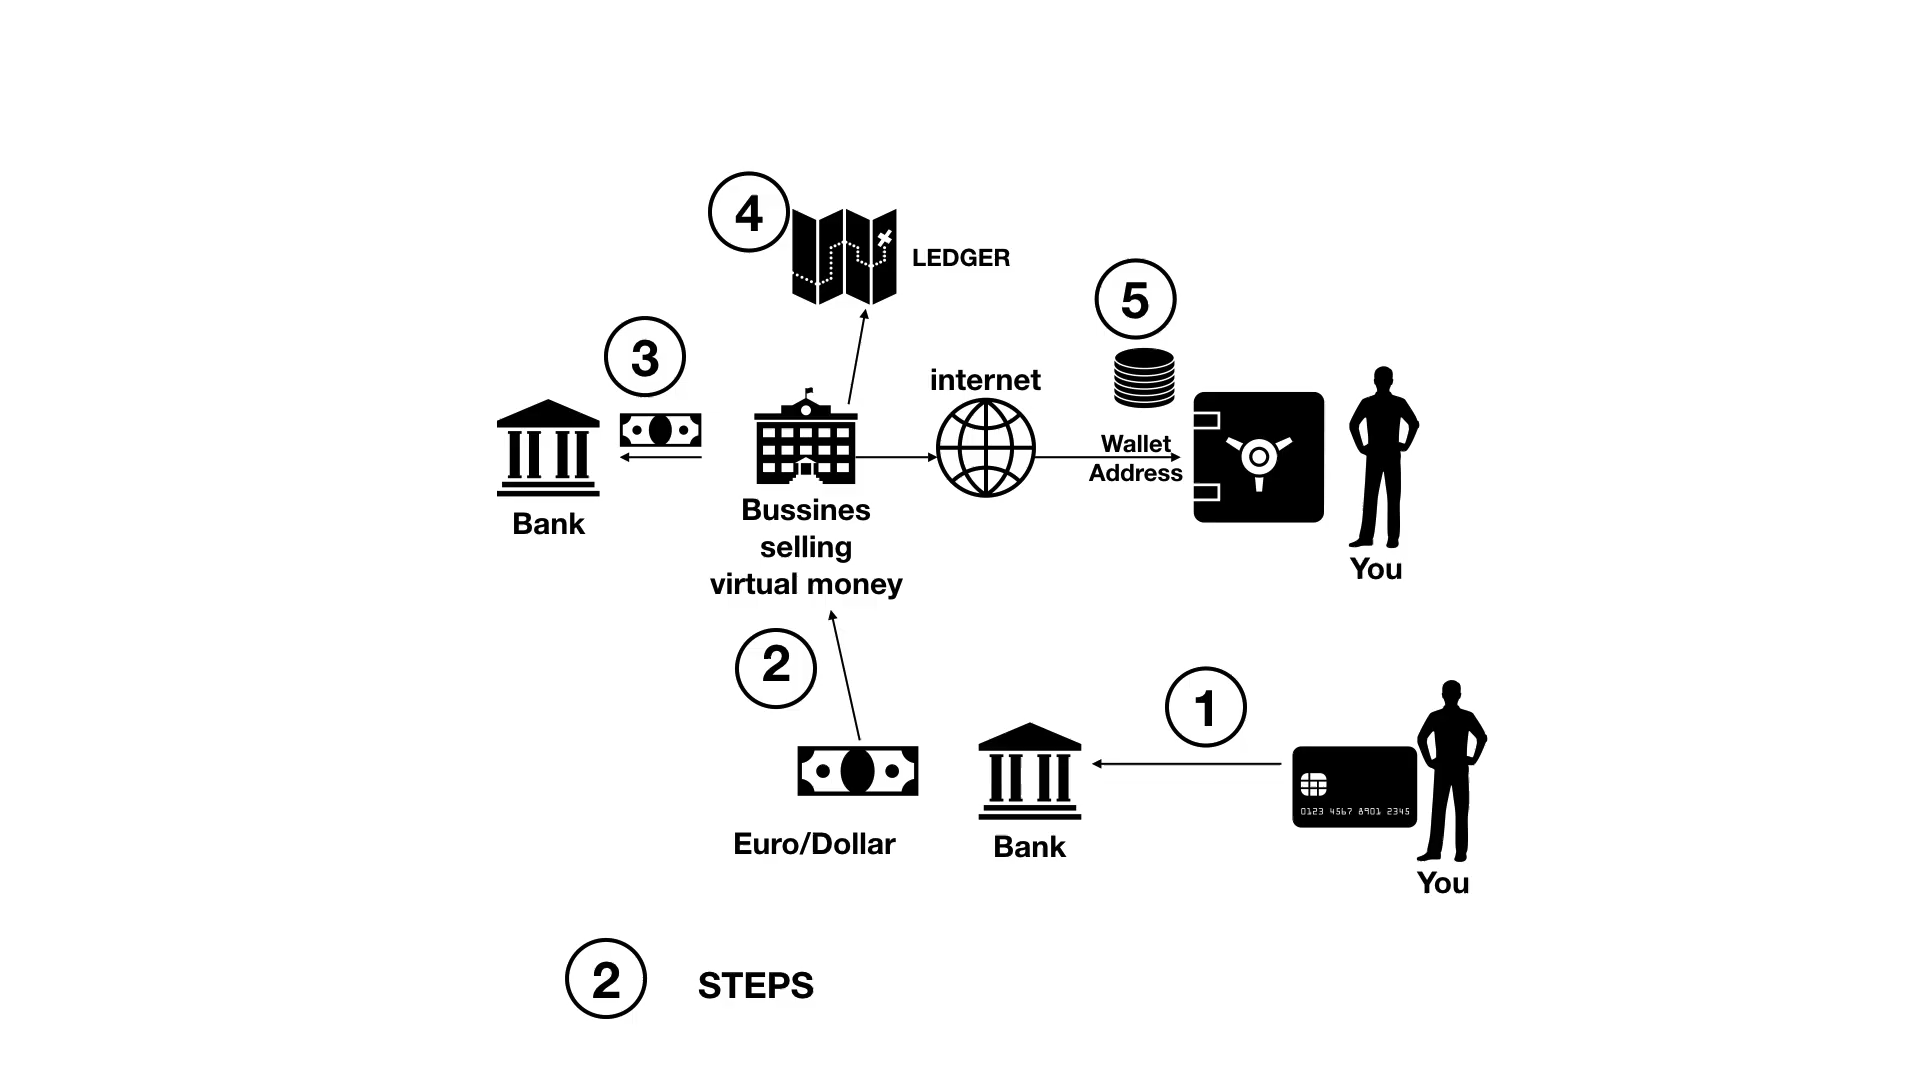 4
LEDGER
5
3
internet
Wallet
Address
Bank
Bussines
selling
virtual money
You
2
1
0123 4567 8901 2345
Euro/Dollar
Bank
You
2 STEPS